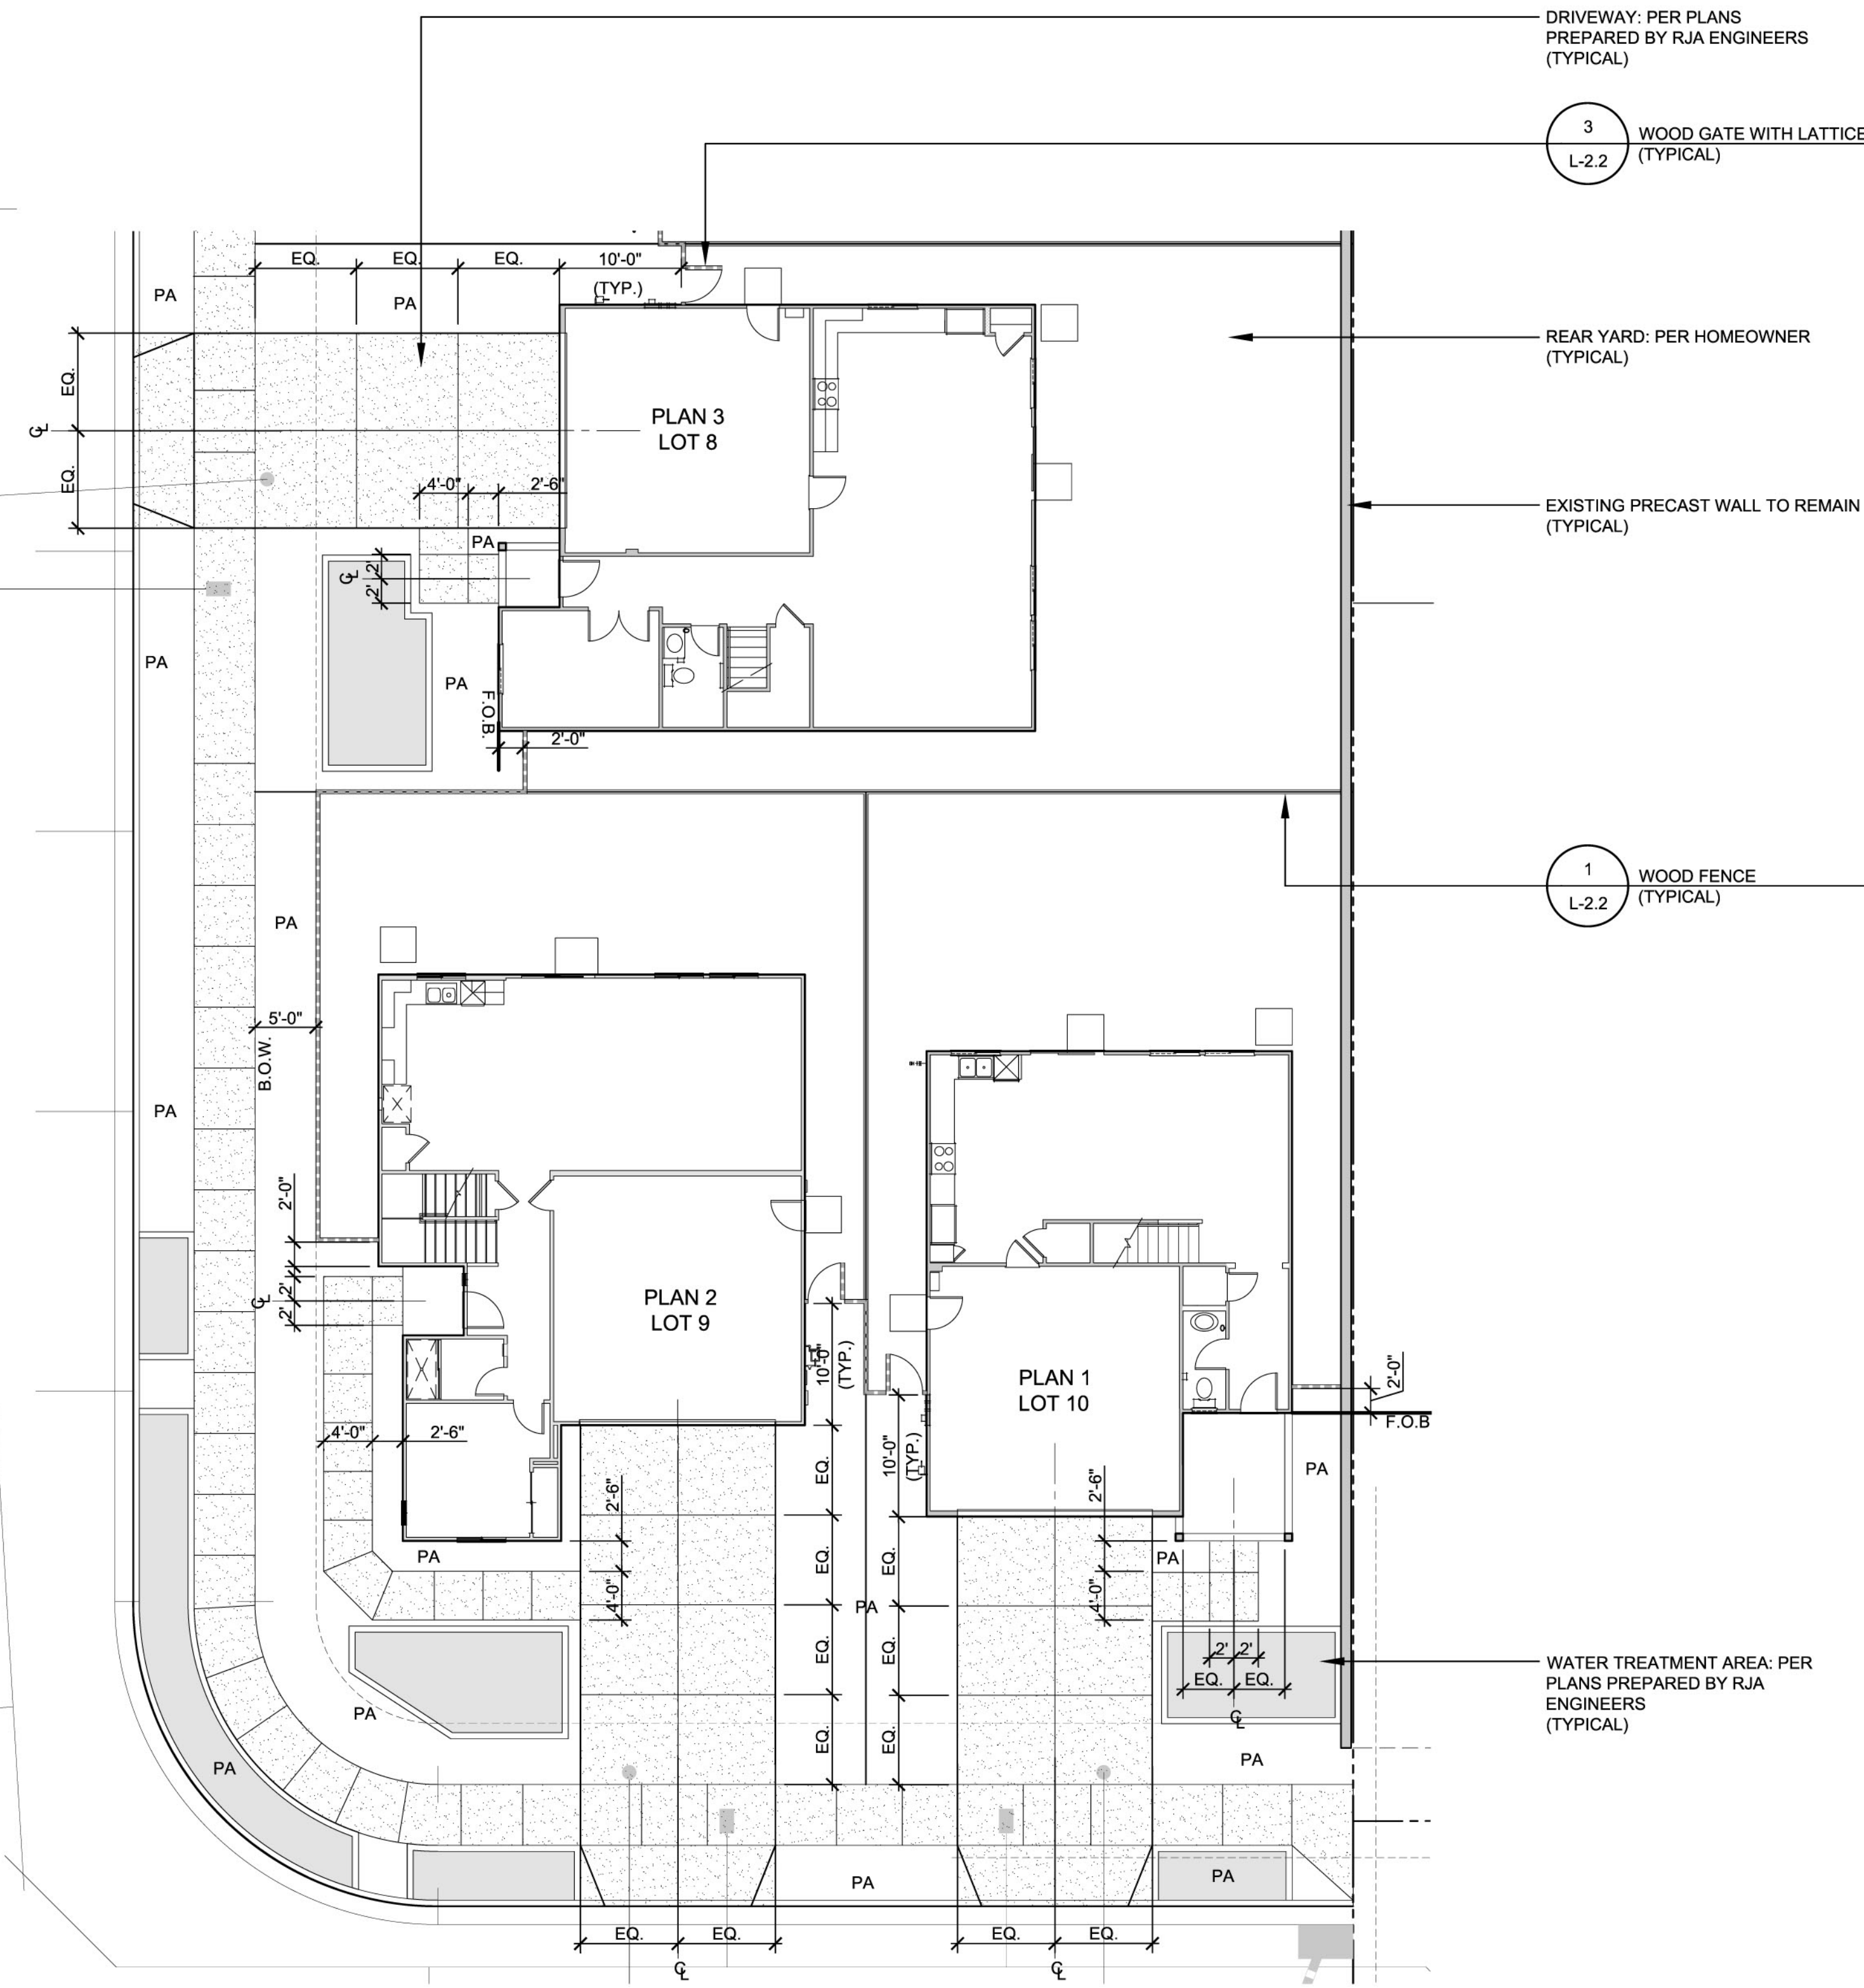 DRIVEWAY: PER PLANS
PREPARED BY RJA ENGINEERS
(TYPICAL)
3
L-2.2
WOOD GATE WITH LATTICE
(TYPICAL)
EQ.
EQ.
EQ.
10'-0"
(TYP.)
PA
PA
REAR YARD: PER HOMEOWNER
(TYPICAL)
EQ.
CL
EQ.
PLAN 3
LOT 8
4'-0"
2'-6"
EXISTING PRECAST WALL TO REMAIN
(TYPICAL)
PA
CL
2'
2'
PA
PA
F.O.B.
2'-0"
1
L-2.2
WOOD FENCE
(TYPICAL)
PA
5'-0"
B.O.W.
PA
2'-0"
CL
2'
2'
PLAN 2
LOT 9
10'-0"
(TYP.)
PLAN 1
LOT 10
2'-0"
F.O.B
4'-0"
2'-6"
EQ.
10'-0"
(TYP.)
PA
2'-6"
2'-6"
PA
EQ.
EQ.
PA
4'-0"
4'-0"
PA
EQ.
EQ.
2'
2'
EQ.
EQ.
CL
WATER TREATMENT AREA: PER
PLANS PREPARED BY RJA
ENGINEERS
(TYPICAL)
PA
EQ.
EQ.
PA
PA
PA
PA
EQ.
EQ.
EQ.
EQ.
CL
CL